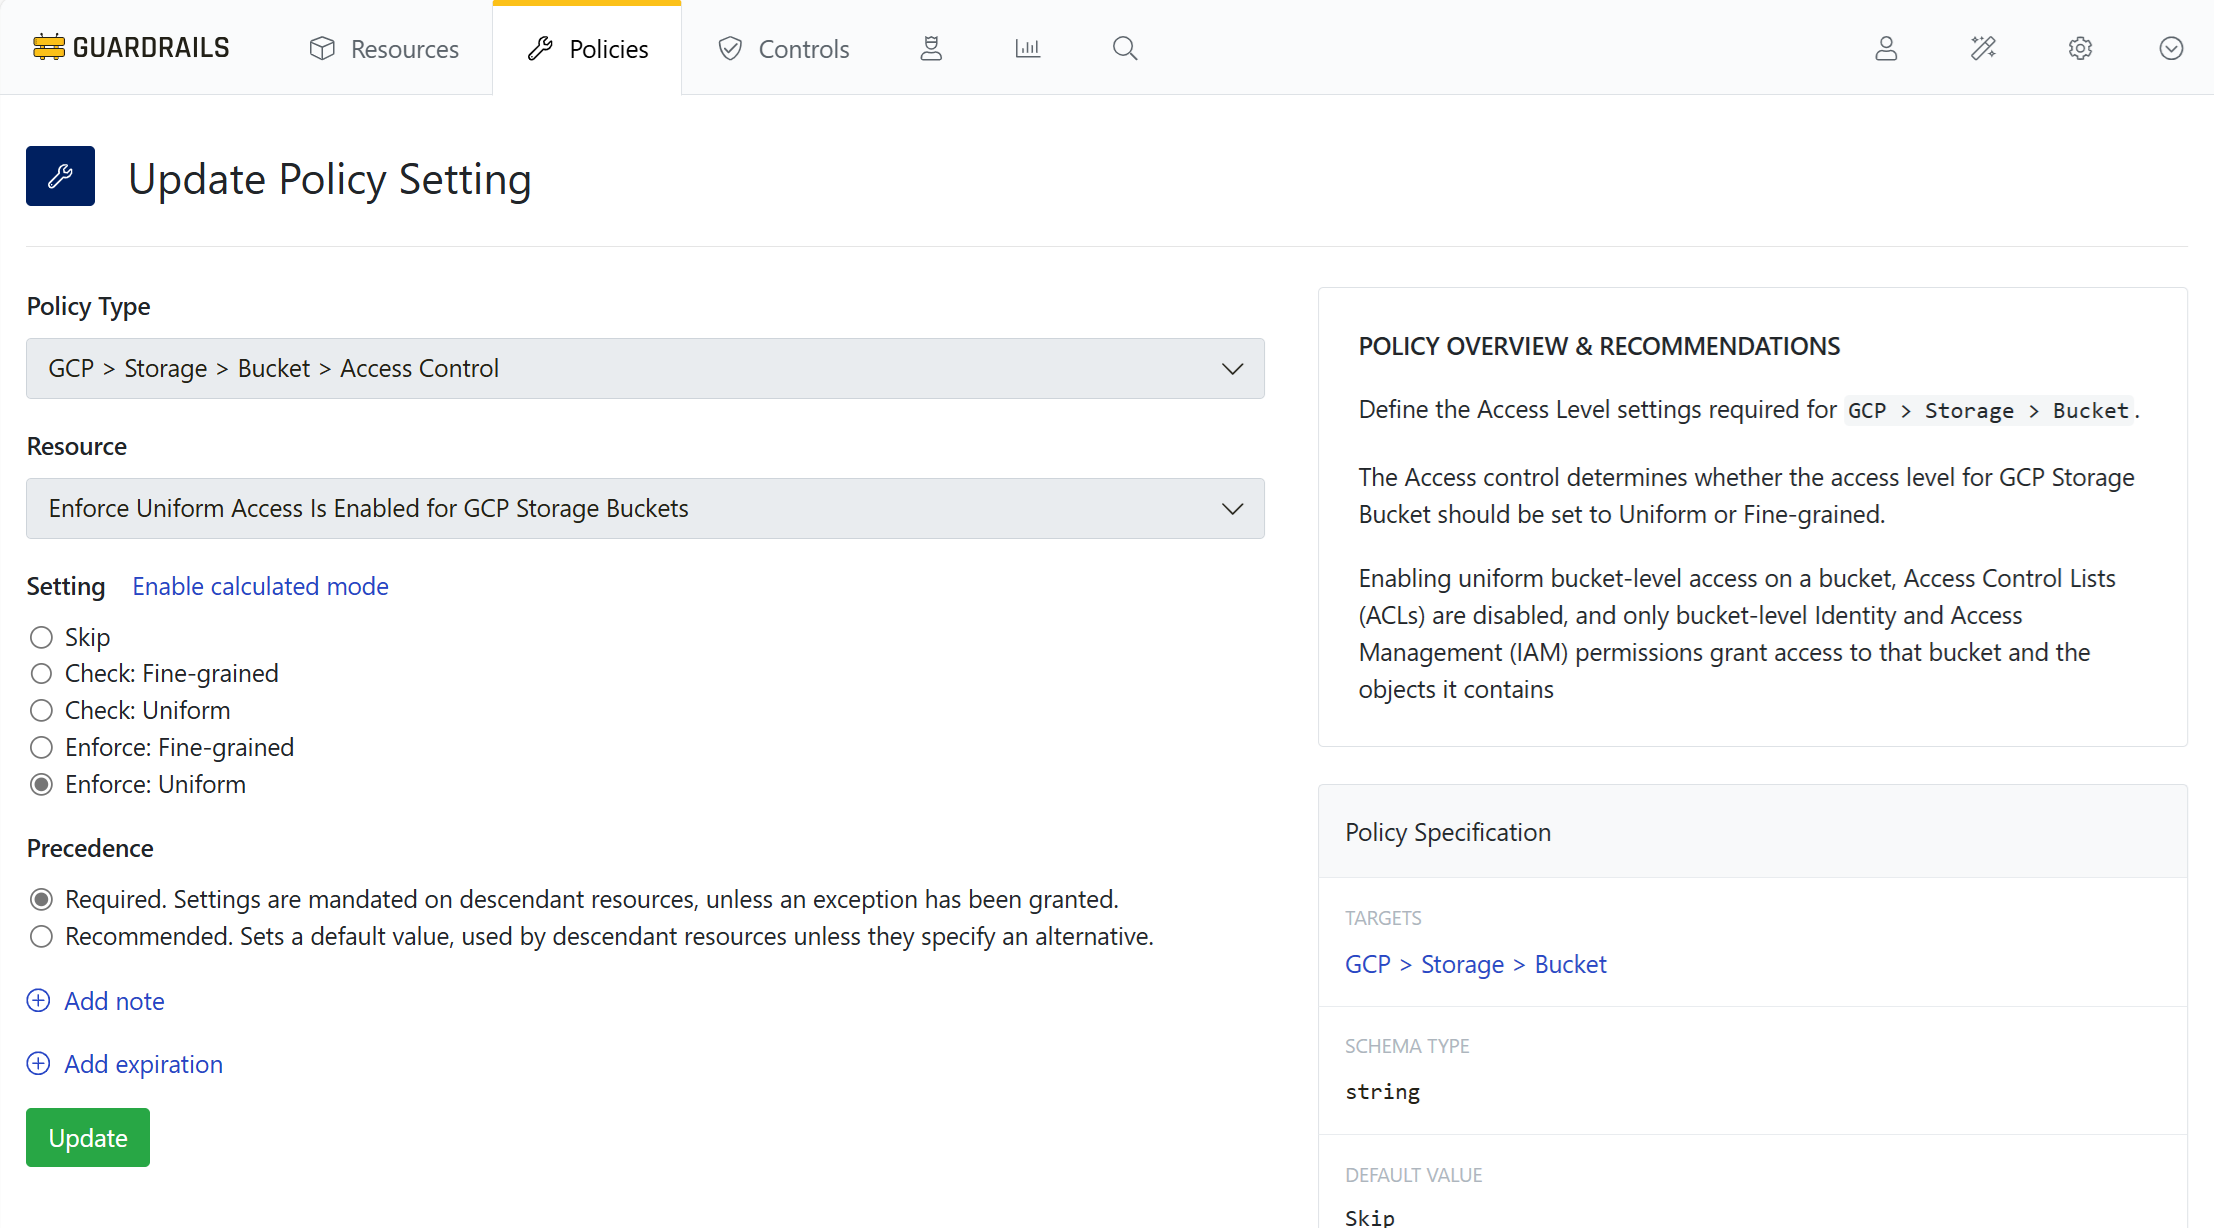 GUARDRAILS
Resources
Policies
Controls
Update Policy Setting
Policy Type
GCP > Storage > Bucket > Access Control
Resource
Enforce Uniform Access Is Enabled for GCP Storage Buckets
Setting Enable calculated mode
Skip
Check: Fine-grained
Check: Uniform
Enforce: Fine-grained
Enforce: Uniform
Precedence
Required. Settings are mandated on descendant resources, unless an exception has been granted.
Recommended. Sets a default value, used by descendant resources unless they specify an alternative.
Add note
Add expiration
Update
POLICY OVERVIEW & RECOMMENDATIONS
Define the Access Level settings required for GCP > Storage > Bucket.
The Access control determines whether the access level for GCP Storage
Bucket should be set to Uniform or Fine-grained.
Enabling uniform bucket-level access on a bucket, Access Control Lists
(ACLs) are disabled, and only bucket-level Identity and Access
Management (IAM) permissions grant access to that bucket and the
objects it contains
Policy Specification
TARGETS
GCP > Storage > Bucket
SCHEMA TYPE
string
DEFAULT VALUE
Skip